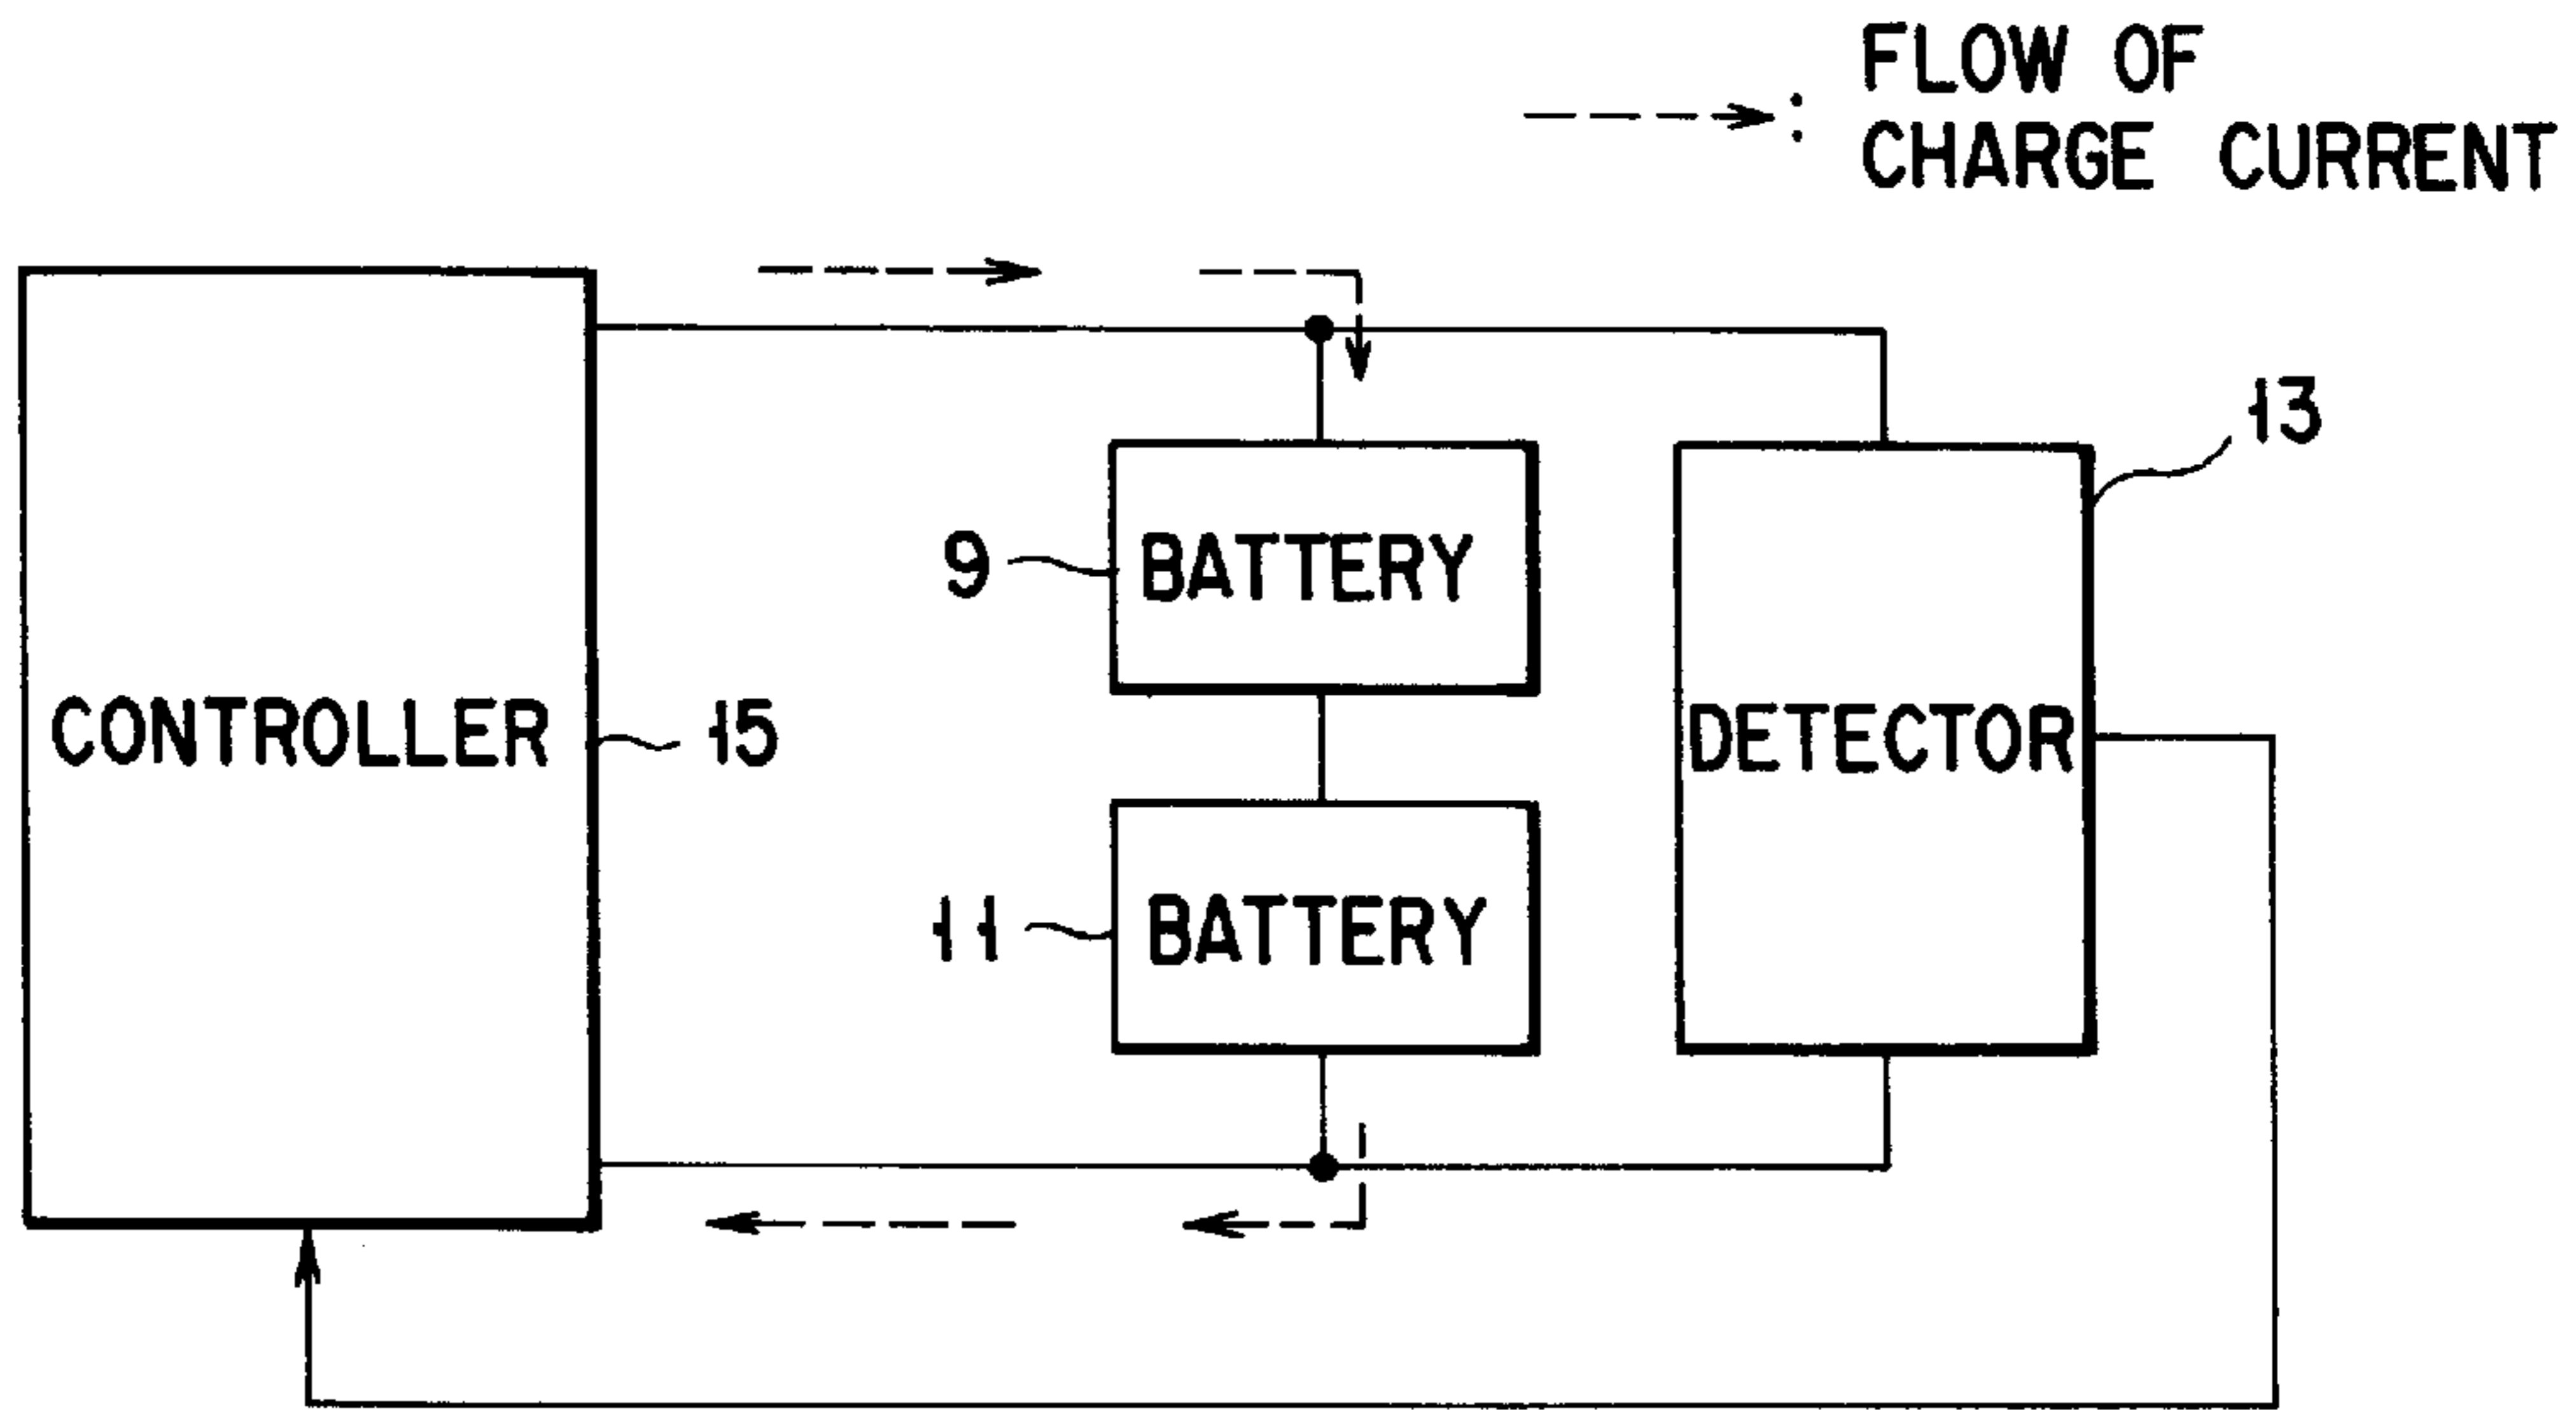 FLOW OF
: CHARGE CURRENT
13
9 BATTERY
CONTROLLER 15 DETECTOR
11 BATTERY